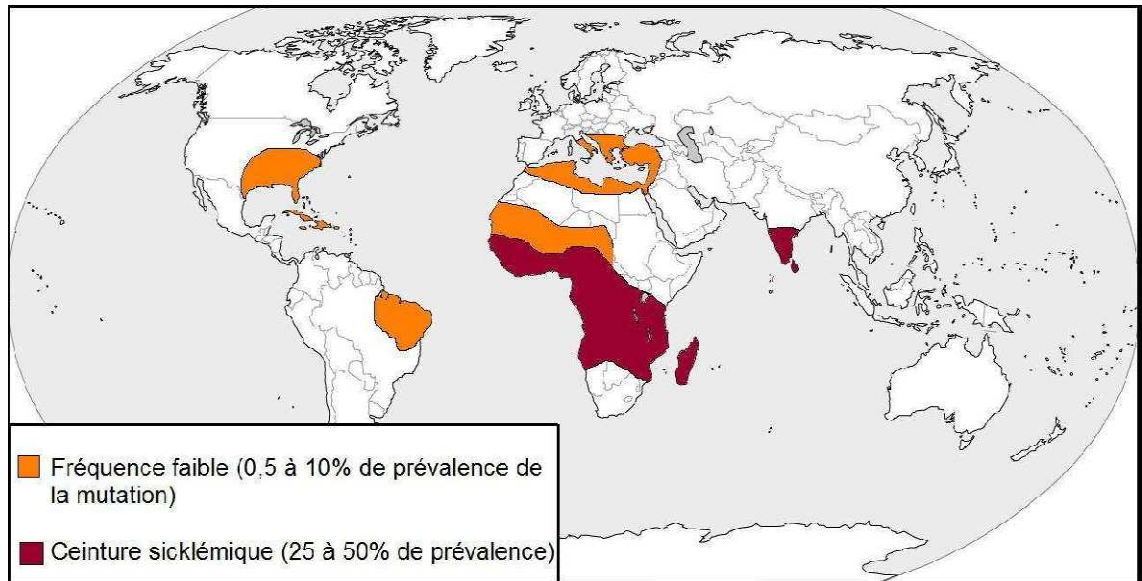 Fréquence faible (0,5 à 10% de prévalence de
la mutation)
Ceinture sicklémique (25 à 50% de prévalence)